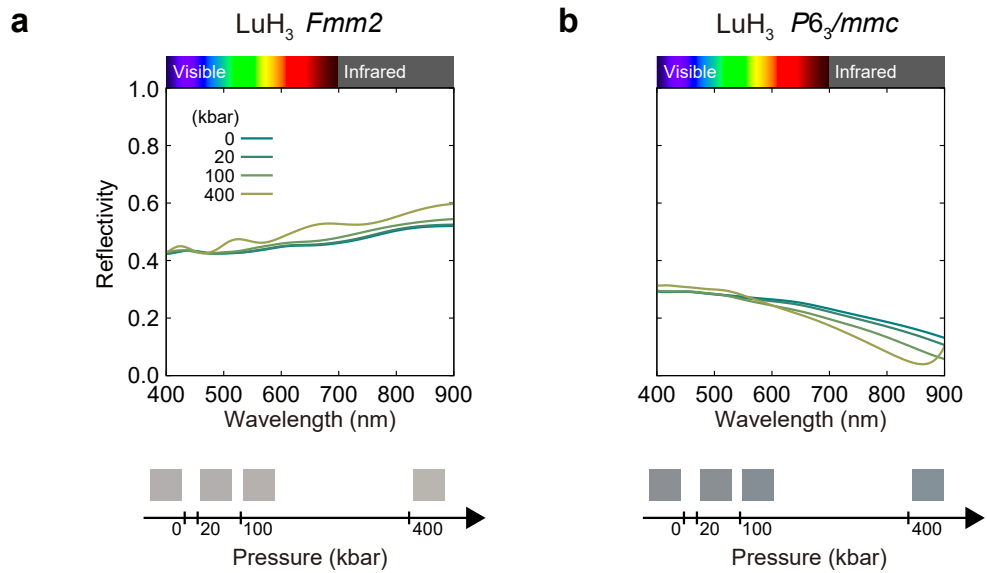 a
LuH3 Fmm2
Visible
Infrared
1.0
0.8
0.6
0.4
0.2
0.0
Reflectivity
(kbar)
0
20
100
400
400 500 600 700 800 900
Wavelength (nm)
0 20 100 400
Pressure (kbar)
b
LuH3 P63/mmc
Visible
Infrared
400 500 600 700 800 900
Wavelength (nm)
0 20 100 400
Pressure (kbar)